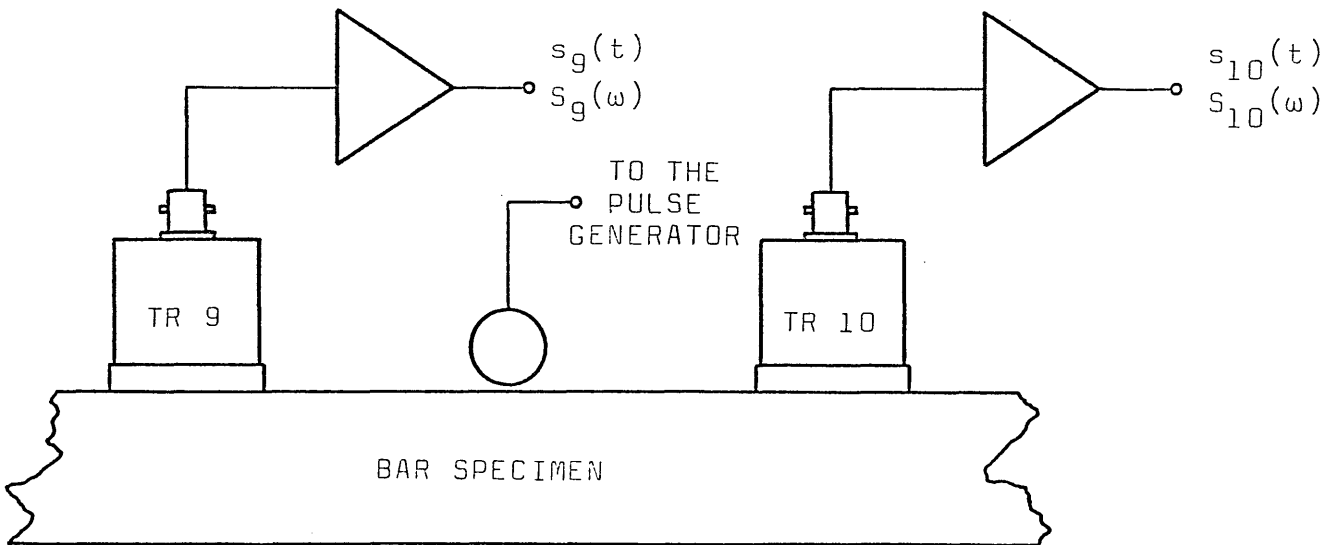 s₉(t)
S₉(ω)
s₁₀(t)
S₁₀(ω)
TO THE
PULSE
GENERATOR
TR 9
TR 10
BAR SPECIMEN